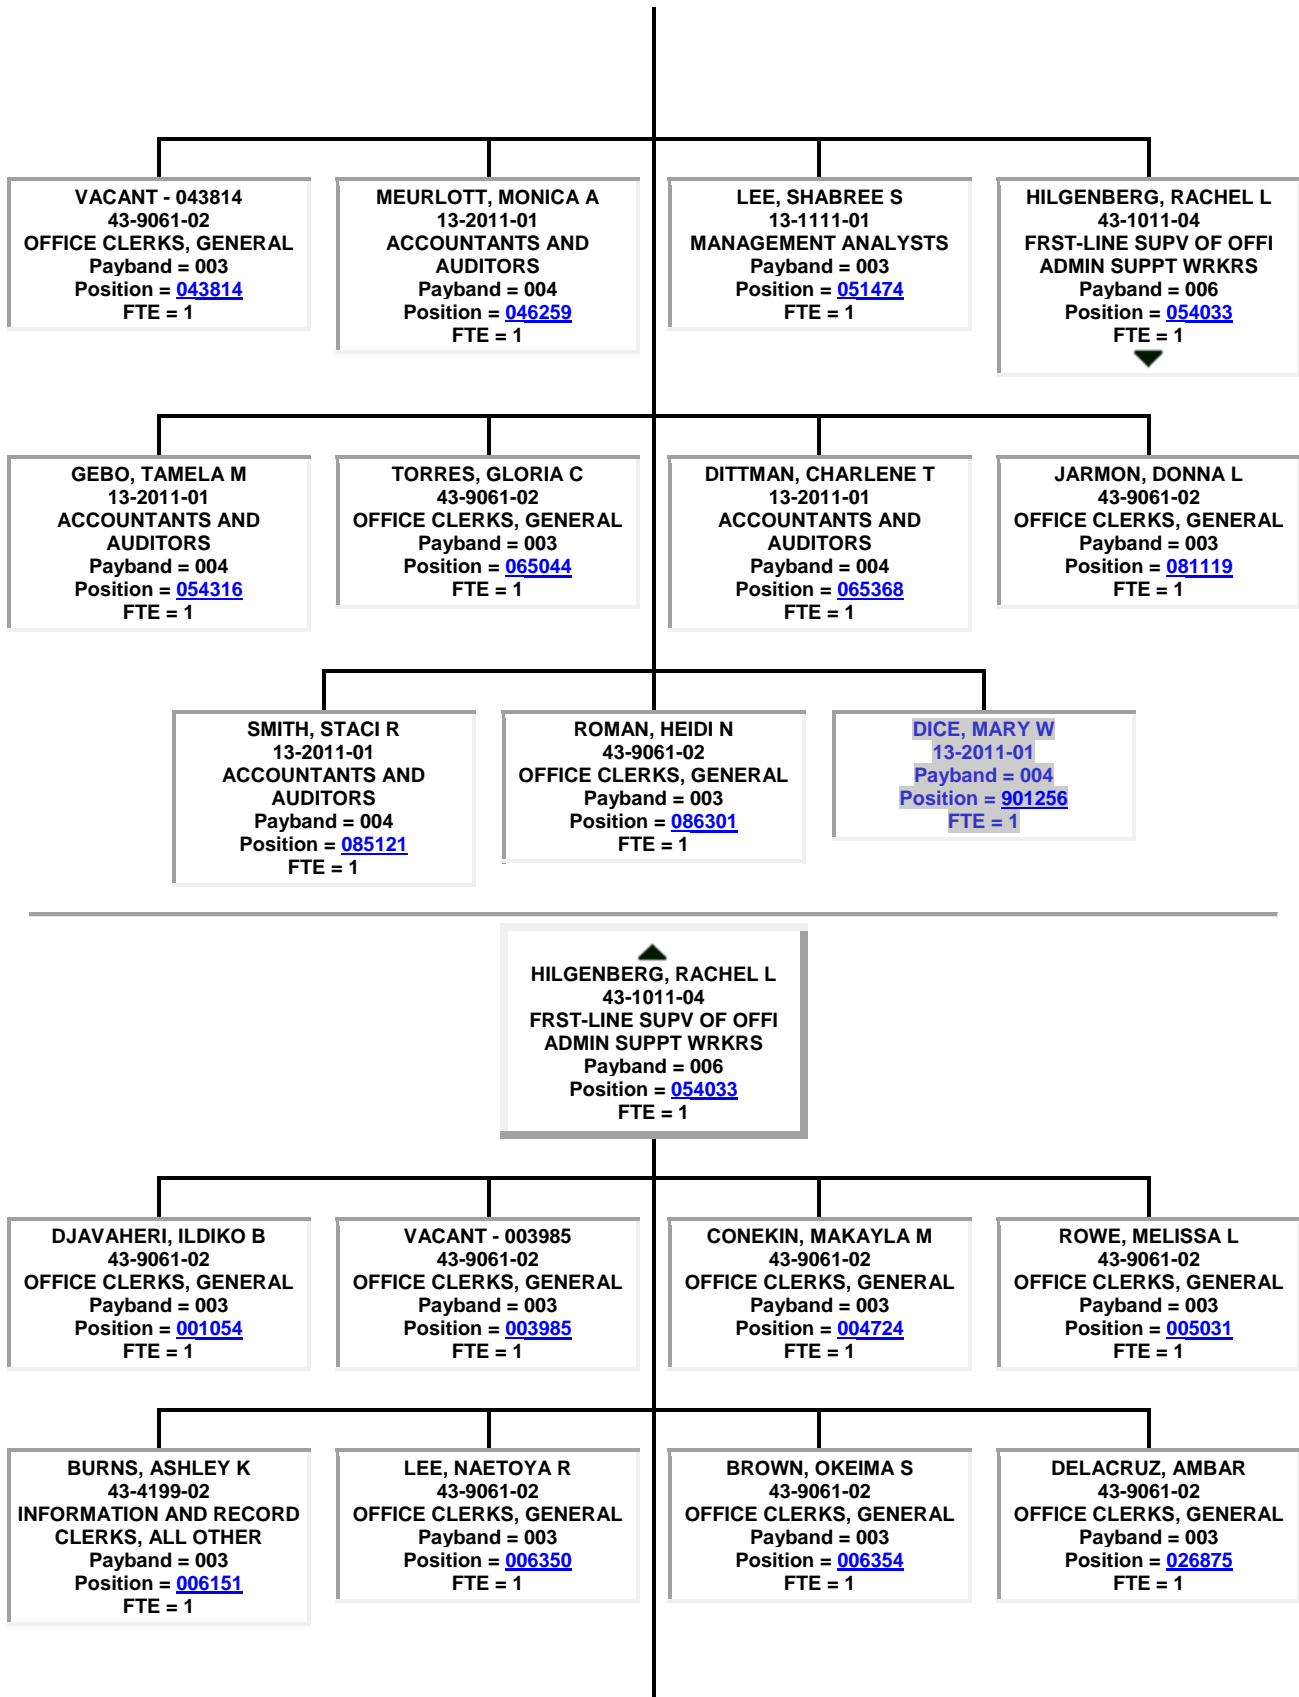 VACANT - 043814
43-9061-02
OFFICE CLERKS, GENERAL
Payband = 003
Position = 043814
FTE = 1
MEURLOTT, MONICA A
13-2011-01
ACCOUNTANTS AND
AUDITORS
Payband = 004
Position = 046259
FTE = 1
LEE, SHABREE S
13-1111-01
MANAGEMENT ANALYSTS
Payband = 003
Position = 051474
FTE = 1
HILGENBERG, RACHEL L
43-1011-04
FRST-LINE SUPV OF OFFI
ADMIN SUPPT WRKRS
Payband = 006
Position = 054033
FTE = 1
GEBO, TAMELA M
13-2011-01
ACCOUNTANTS AND
AUDITORS
Payband = 004
Position = 054316
FTE = 1
TORRES, GLORIA C
43-9061-02
OFFICE CLERKS, GENERAL
Payband = 003
Position = 065044
FTE = 1
DITTMAN, CHARLENE T
13-2011-01
ACCOUNTANTS AND
AUDITORS
Payband = 004
Position = 065368
FTE = 1
JARMON, DONNA L
43-9061-02
OFFICE CLERKS, GENERAL
Payband = 003
Position = 081119
FTE = 1
SMITH, STACI R
13-2011-01
ACCOUNTANTS AND
AUDITORS
Payband = 004
Position = 085121
FTE = 1
ROMAN, HEIDI N
43-9061-02
OFFICE CLERKS, GENERAL
Payband = 003
Position = 086301
FTE = 1
DICE, MARY W
13-2011-01
Payband = 004
Position = 901256
FTE = 1
HILGENBERG, RACHEL L
43-1011-04
FRST-LINE SUPV OF OFFI
ADMIN SUPPT WRKRS
Payband = 006
Position = 054033
FTE = 1
DJAVAHERI, ILDIKO B
43-9061-02
OFFICE CLERKS, GENERAL
Payband = 003
Position = 001054
FTE = 1
VACANT - 003985
43-9061-02
OFFICE CLERKS, GENERAL
Payband = 003
Position = 003985
FTE = 1
CONEKIN, MAKAYLA M
43-9061-02
OFFICE CLERKS, GENERAL
Payband = 003
Position = 004724
FTE = 1
ROWE, MELISSA L
43-9061-02
OFFICE CLERKS, GENERAL
Payband = 003
Position = 005031
FTE = 1
BURNS, ASHLEY K
43-4199-02
INFORMATION AND RECORD
CLERKS, ALL OTHER
Payband = 003
Position = 006151
FTE = 1
LEE, NAETOYA R
43-9061-02
OFFICE CLERKS, GENERAL
Payband = 003
Position = 006350
FTE = 1
BROWN, OKEIMA S
43-9061-02
OFFICE CLERKS, GENERAL
Payband = 003
Position = 006354
FTE = 1
DELACRUZ, AMBAR
43-9061-02
OFFICE CLERKS, GENERAL
Payband = 003
Position = 026875
FTE = 1